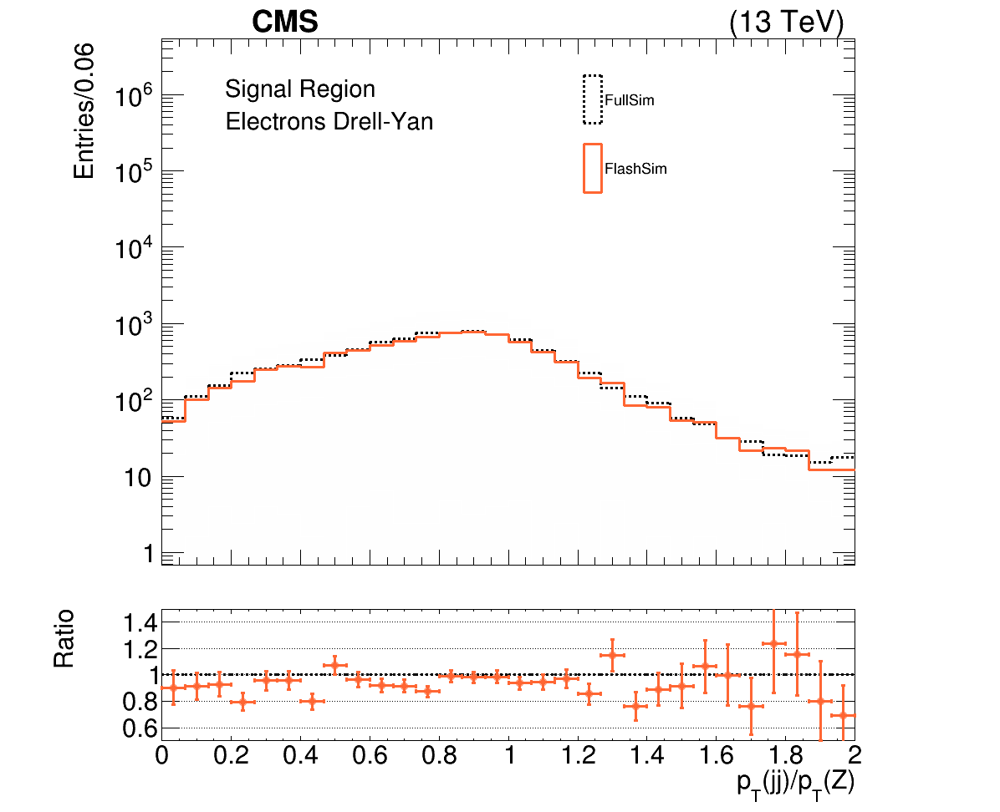 CMS (13 TeV)
Entries/0.06
Signal Region
Electrons Drell-Yan
FullSim
FlashSim
10^6
10^5
10^4
10^3
10^2
10
1
Ratio
1.4
1.2
1
0.8
0.6
0 0.2 0.4 0.6 0.8 1 1.2 1.4 1.6 1.8 2
p_T(jj)/p_T(Z)